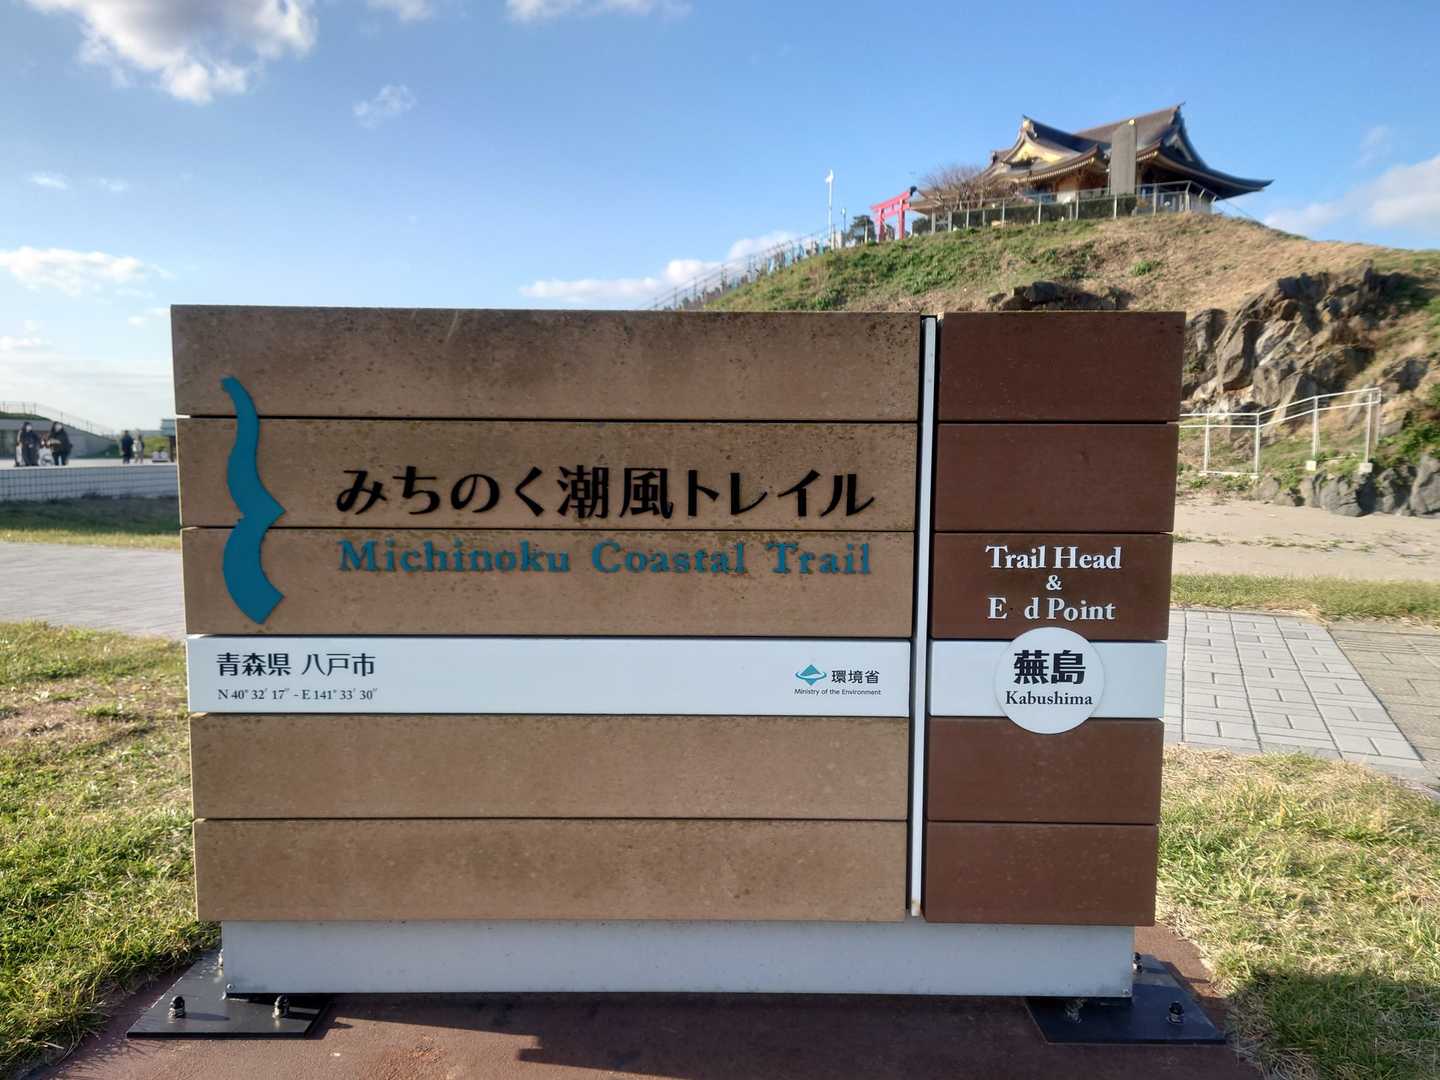 みちのく潮風トレイル
Michinoku Coastal Trail
青森県 八戸市
N 40° 32′ 17″ - E 141° 33′ 30″
環境省
Ministry of the Environment
Trail Head
&
E d Point
蕪島
Kabushima